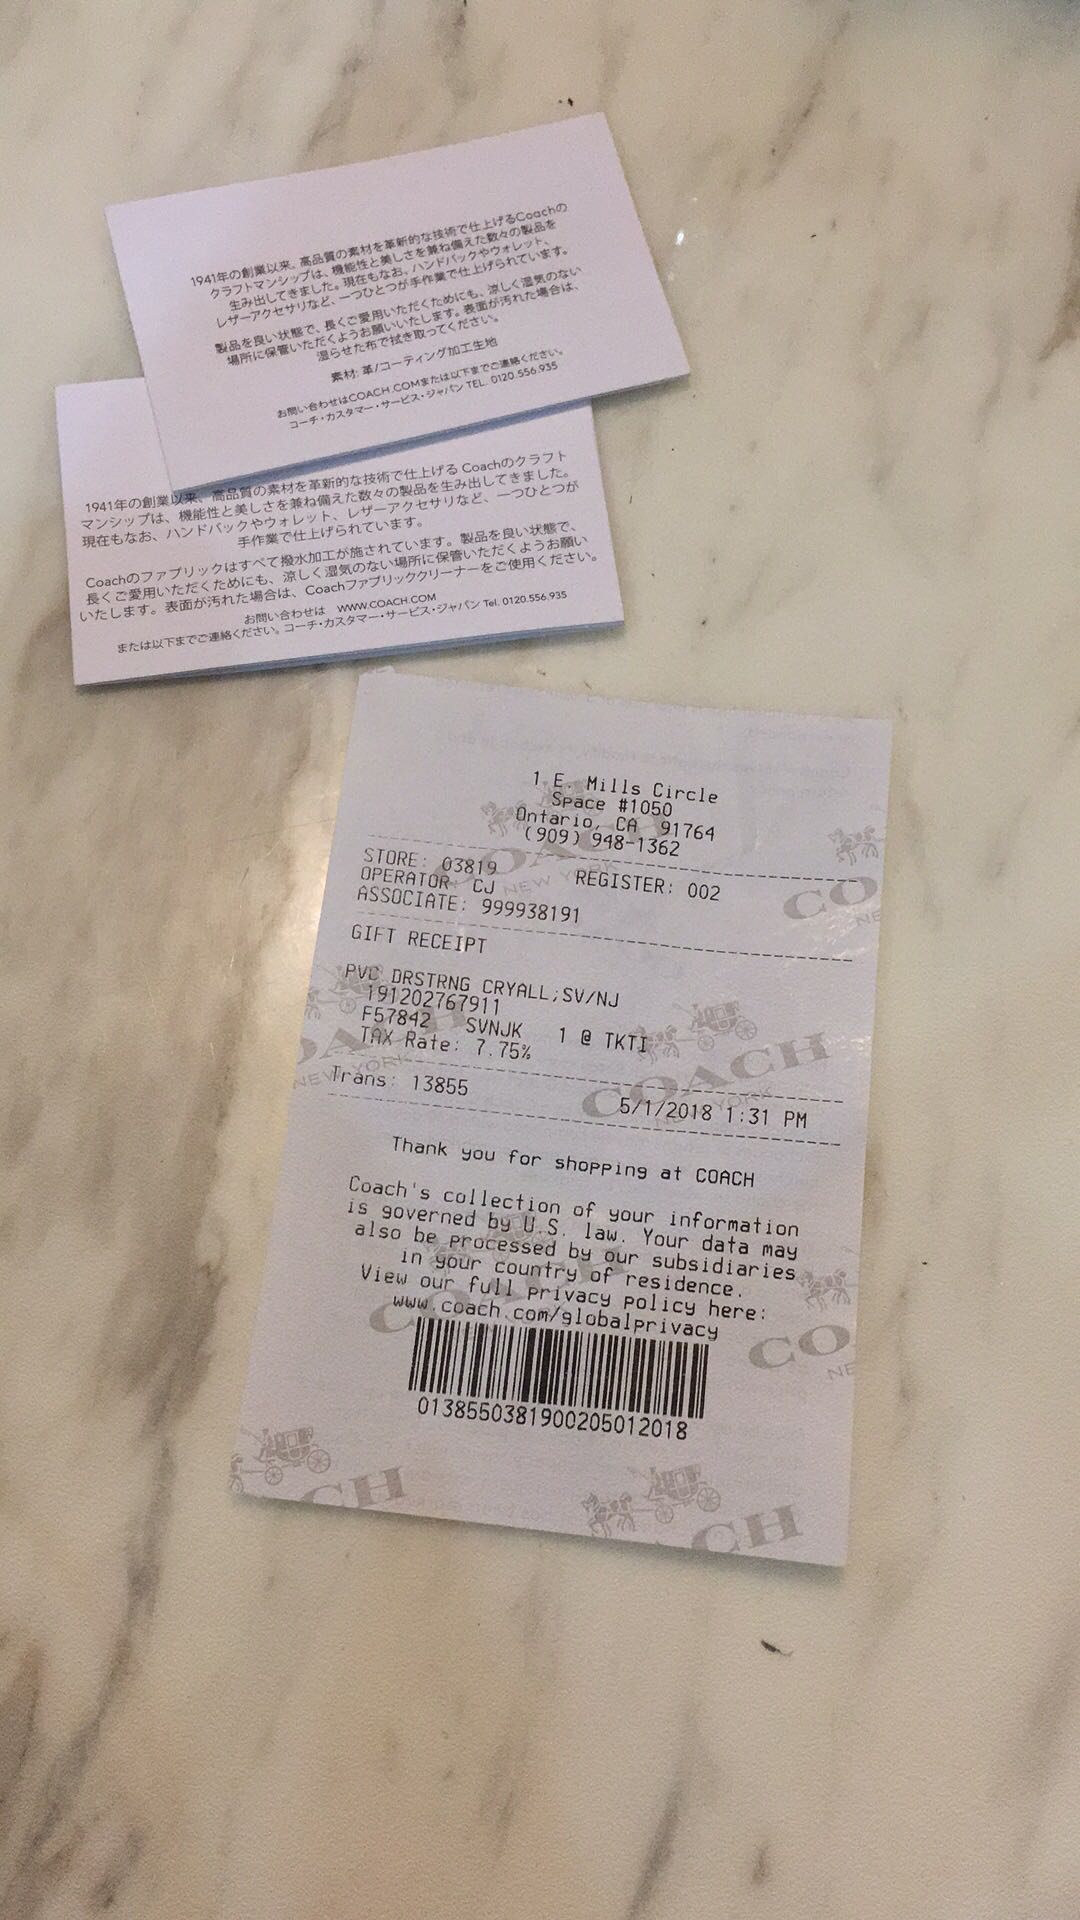 1941年の創業以来、高品質の素材を革新的な技術で仕上げるCoachの
クラフトマンシップは、機能性と美しさを兼ね備えた数々の製品を
生み出してきました。現在もなお、ハンドバックやウォレット、
レザーアクセサリなど、一つひとつが手作業で仕上げられています。
製品を良い状態で、長くご愛用いただくためにも、涼しく湿気のない
場所に保管いただくようお願いいたします。表面が汚れた場合は、
湿らせた布で拭き取ってください。
素材: 革/コーティング加工生地
お問い合わせはCOACH.COMまたは以下までご連絡ください。
コーチ・カスタマー・サービス・ジャパン TEL. 0120.556.935
1941年の創業以来、高品質の素材を革新的な技術で仕上げる Coachのクラフト
マンシップは、機能性と美しさを兼ね備えた数々の製品を生み出してきました。
現在もなお、ハンドバックやウォレット、レザーアクセサリなど、一つひとつが
手作業で仕上げられています。
Coachのファブリックはすべて撥水加工が施されています。製品を良い状態で、
長くご愛用いただくためにも、涼しく湿気のない場所に保管いただくようお願い
いたします。表面が汚れた場合は、Coachファブリッククリーナーをご使用ください。
お問い合わせは WWW.COACH.COM
または以下までご連絡ください。コーチ・カスタマー・サービス・ジャパン Tel. 0120.556.935
1 E. Mills Circle
Space #1050
Ontario, CA 91764
(909) 948-1362
STORE: 03819 REGISTER: 002
OPERATOR CJ
ASSOCIATE: 999938191
GIFT RECEIPT
PVC DRSTRNG CRYALL;SV/NJ
191202767911
F57842 SVNJK 1 @ TKTI
TAX Rate: 7.75%
Trans: 13855 5/1/2018 1:31 PM
Thank you for shopping at COACH
Coach's collection of your information
is governed by U.S. law. Your data may
also be processed by our subsidiaries
in your country of residence.
View our full privacy policy here:
www.coach.com/globalprivacy
0138550381900205012018
COACH
NEW YORK